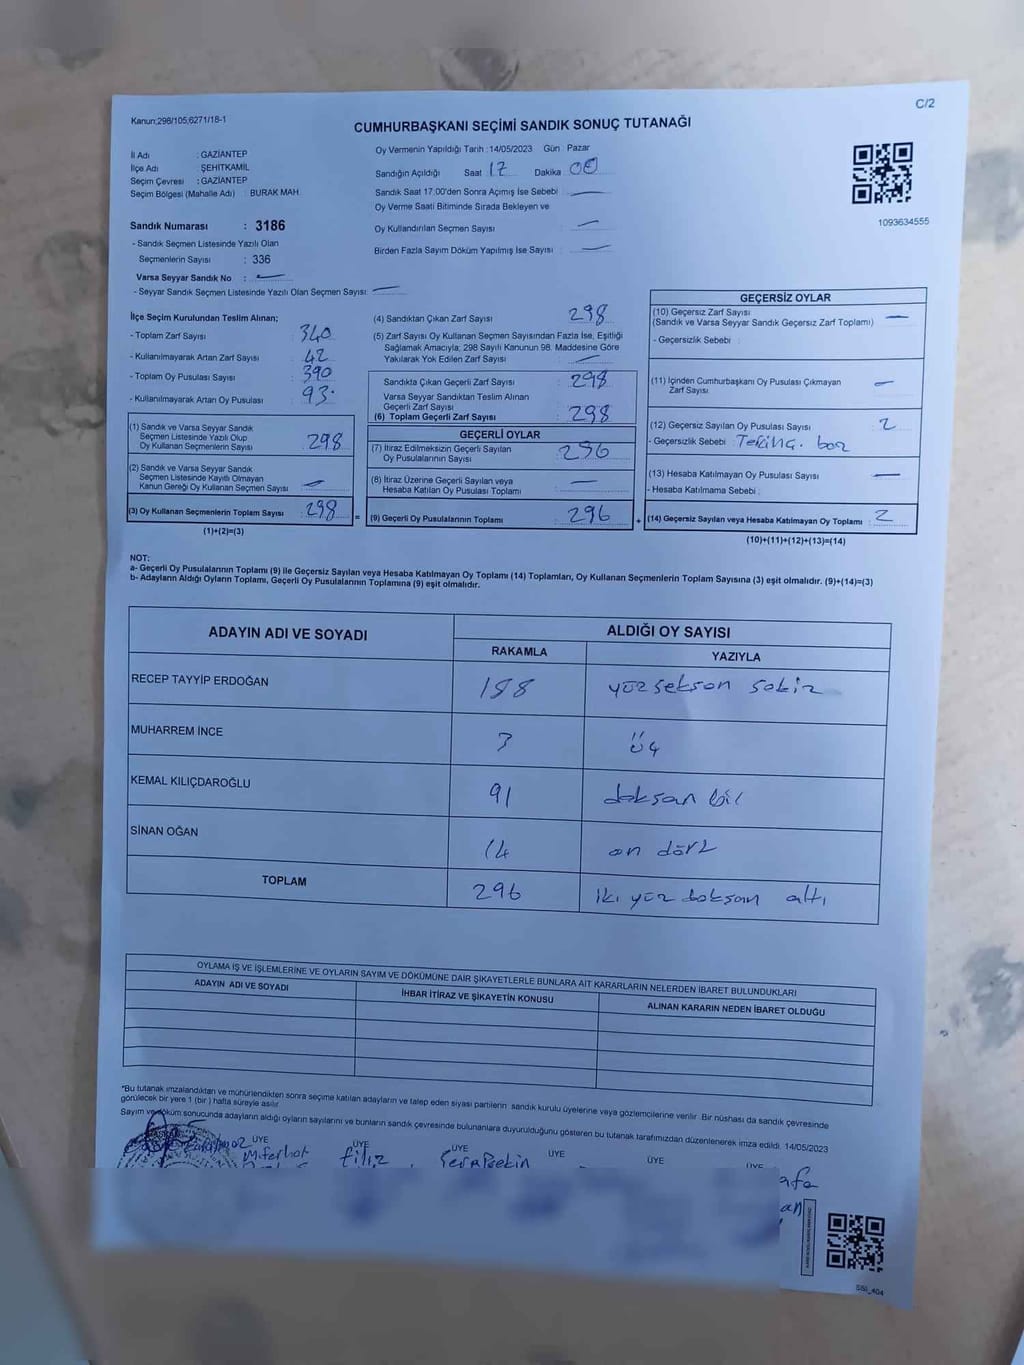 C/2
Kanun;298/105,6271/18-1
CUMHURBAŞKANI SEÇİMİ SANDIK SONUÇ TUTANAĞI
İl Adı : GAZİANTEP
İlçe Adı : ŞEHİTKAMİL
Seçim Çevresi : GAZİANTEP
Seçim Bölgesi (Mahalle Adı) : BURAK MAH.
Sandık Numarası : 3186
- Sandık Seçmen Listesinde Yazılı Olan
Seçmenlerin Sayısı : 336
Varsa Seyyar Sandık No : —
- Seyyar Sandık Seçmen Listesinde Yazılı Olan Seçmen Sayısı: —
Oy Vermenin Yapıldığı Tarih : 14/05/2023 Gün Pazar
Sandığın Açıldığı Saat 17 Dakika 00
Sandık Saat 17.00'den Sonra Açımış İse Sebebi —
Oy Verme Saati Bitiminde Sırada Bekleyen ve
Oy Kullandırılan Seçmen Sayısı —
Birden Fazla Sayım Döküm Yapılmış İse Sayısı : —
1093634555
İlçe Seçim Kurulundan Teslim Alınan;
- Toplam Zarf Sayısı : 340
- Kullanılmayarak Artan Zarf Sayısı : 42
- Toplam Oy Pusulası Sayısı : 390
- Kullanılmayarak Artan Oy Pusulası : 93
(1) Sandık ve Varsa Seyyar Sandık
Seçmen Listesinde Yazılı Olup
Oy Kullanan Seçmenlerin Sayısı : 298
(2) Sandık ve Varsa Seyyar Sandık
Seçmen Listesinde Kayıtlı Olmayan
Kanun Gereği Oy Kullanan Seçmen Sayısı : —
(3) Oy Kullanan Seçmenlerin Toplam Sayısı : 298
(1)+(2)=(3)
(4) Sandıktan Çıkan Zarf Sayısı : 298
(5) Zarf Sayısı Oy Kullanan Seçmen Sayısından Fazla İse, Eşitliği
Sağlamak Amacıyla; 298 Sayılı Kanunun 98. Maddesine Göre
Yakılarak Yok Edilen Zarf Sayısı : —
Sandıkta Çıkan Geçerli Zarf Sayısı : 298
Varsa Seyyar Sandıktan Teslim Alınan
Geçerli Zarf Sayısı
(6) Toplam Geçerli Zarf Sayısı : 298
GEÇERLİ OYLAR
(7) İtiraz Edilmeksizin Geçerli Sayılan
Oy Pusulalarının Sayısı : 296
(8) İtiraz Üzerine Geçerli Sayılan veya
Hesaba Katılan Oy Pusulası Toplamı : —
=
(9) Geçerli Oy Pusulalarının Toplamı : 296
+
GEÇERSİZ OYLAR
(10) Geçersiz Zarf Sayısı : —
(Sandık ve Varsa Seyyar Sandık Geçersiz Zarf Toplamı)
- Geçersizlik Sebebi :
(11) İçinden Cumhurbaşkanı Oy Pusulası Çıkmayan
Zarf Sayısı : —
(12) Geçersiz Sayılan Oy Pusulası Sayısı : 2
- Geçersizlik Sebebi :
(13) Hesaba Katılmayan Oy Pusulası Sayısı : —
- Hesaba Katılmama Sebebi :
(14) Geçersiz Sayılan veya Hesaba Katılmayan Oy Toplamı : 2
(10)+(11)+(12)+(13)=(14)
NOT:
a- Geçerli Oy Pusulasının Toplamı (9) ile Geçersiz Sayılan veya Hesaba Katılmayan Oy Toplamı (14) Toplamları, Oy Kullanan Seçmenlerin Toplam Sayısına (3) eşit olmalıdır. (9)+(14)=(3)
b- Adayların Aldığı Oyların Toplamı, Geçerli Oy Pusulalarının Toplamına (9) eşit olmalıdır.
ADAYIN ADI VE SOYADI
ALDIĞI OY SAYISI
RAKAMLA YAZIYLA
RECEP TAYYİP ERDOĞAN 188 yüz seksen sekiz
MUHARREM İNCE 3 üç
KEMAL KILIÇDAROĞLU 91 doksan bir
SİNAN OĞAN 14 on dört
TOPLAM 296 iki yüz doksan altı
OYLAMA İŞ VE İŞLEMLERİNE VE OYLARIN SAYIM VE DÖKÜMÜNE DAİR ŞİKAYETLERLE BUNLARA AİT KARARLARIN NELERDEN İBARET BULUNDUKLARI
ADAYIN ADI VE SOYADI İHBAR İTİRAZ VE ŞİKAYETİN KONUSU ALINAN KARARIN NEDEN İBARET OLDUĞU
*Bu tutanak imzalandıktan ve mühürlendikten sonra seçime katılan adayların ve talep eden siyasi partilerin sandık kurulu üyelerine veya gözlemcilerine verilir. Bir nüshası da sandık çevresinde
görülecek bir yere 1 (bir ) hafta süreyle asılır.
Sayım ve döküm sonucunda adayların aldığı oyların sayılarını ve bunların sandık çevresinde bulunanlara duyurulduğunu gösteren bu tutanak tarafımızdan düzenlenerek imza edildi. 14/05/2023
ÜYE ÜYE ÜYE ÜYE ÜYE ÜYE
M.ferhat filiz